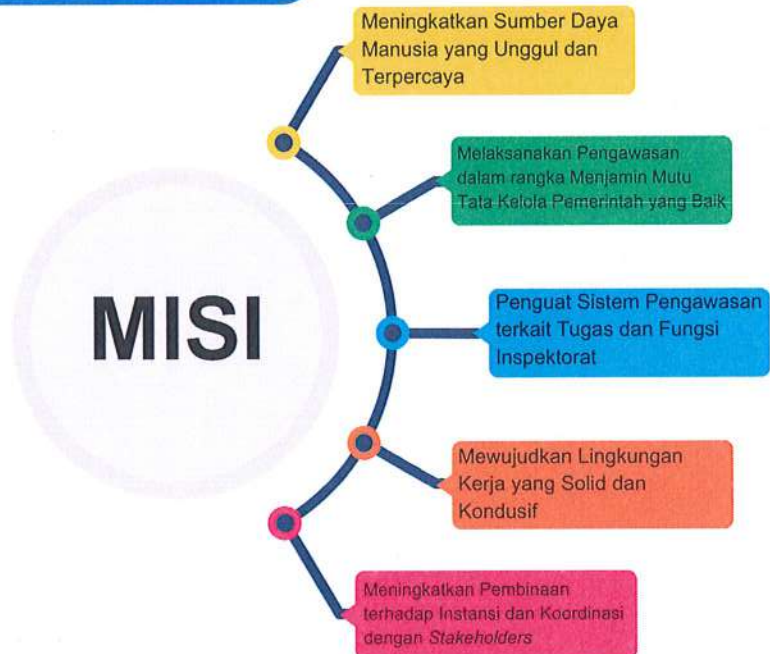 Meningkatkan Sumber Daya
Manusia yang Unggul dan
Terpercaya
Melaksanakan Pengawasan
dalam rangka Menjamin Mutu
Tata Kelola Pemerintah yang Baik
MISI
Penguat Sistem Pengawasan
terkait Tugas dan Fungsi
Inspektorat
Mewujudkan Lingkungan
Kerja yang Solid dan
Kondusif
Meningkatkan Pembinaan
terhadap Instansi dan Koordinasi
dengan Stakeholders